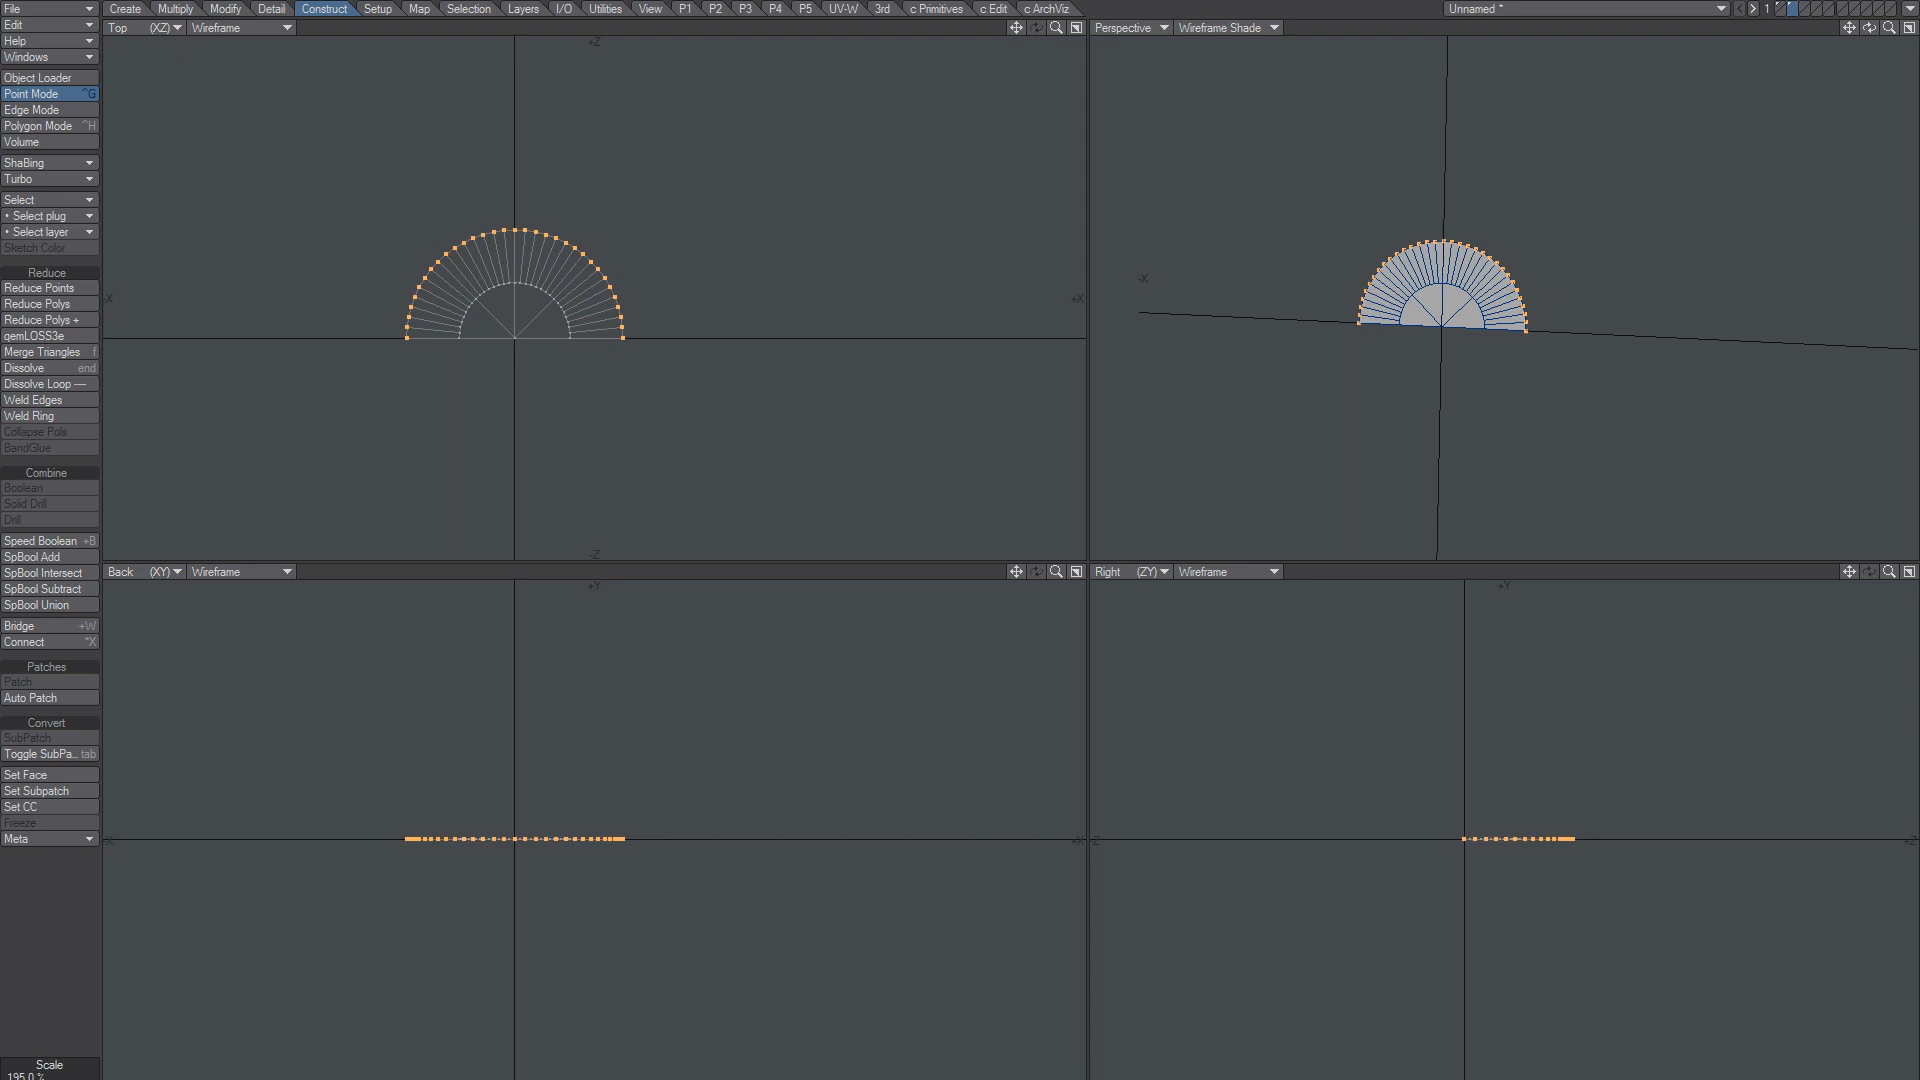 File
Create Multiply Modify Detail Construct Setup Map Selection Layers I/O Utilities View P1 P2 P3 P4 P5 UV-W 3rd c Primitives c Edit c ArchViz
Unnamed *
1
Edit
Help
Windows
Object Loader
Point Mode ^G
Edge Mode
Polygon Mode ^H
Volume
ShaBing
Turbo
Select
• Select plug
• Select layer
Sketch Color
Reduce
Reduce Points
Reduce Polys
Reduce Polys +
qemLOSS3e
Merge Triangles f
Dissolve end
Dissolve Loop ----
Weld Edges
Weld Ring
Collapse Pols
BandGlue
Combine
Boolean
Solid Drill
Drill
Speed Boolean +B
SpBool Add
SpBool Intersect
SpBool Subtract
SpBool Union
Bridge +W
Connect *X
Patches
Patch
Auto Patch
Convert
SubPatch
Toggle SubPa... tab
Set Face
Set Subpatch
Set CC
Freeze
Meta
Scale
195.0 %
Top (XZ) Wireframe
+Z
-X
+X
-Z
Perspective Wireframe Shade
-X
Back (XY) Wireframe
+Y
-X
+X
Right (ZY) Wireframe
+Y
-Z
+Z